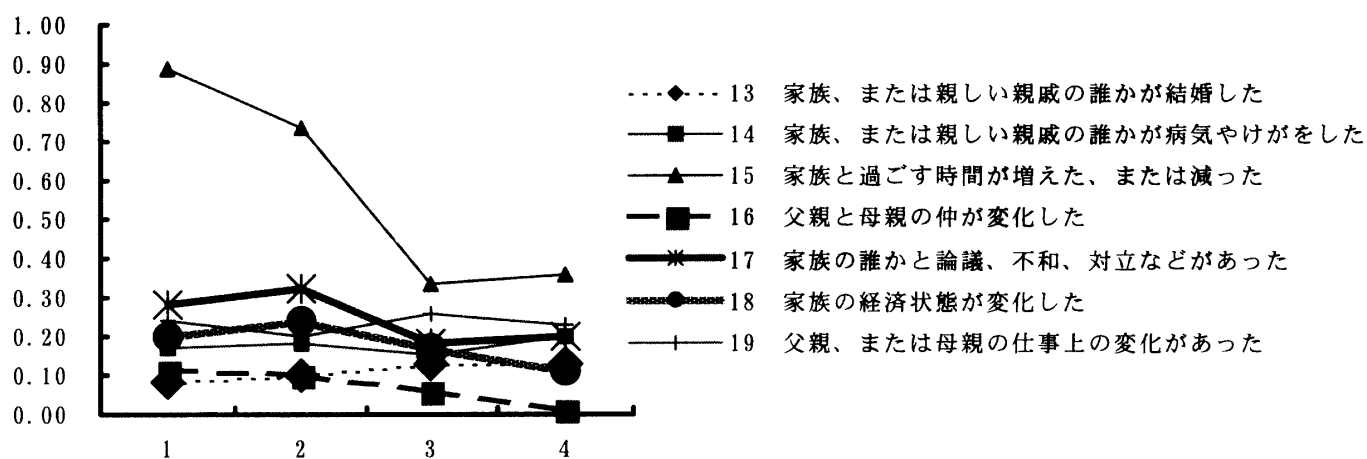 1.00
0.90
0.80
0.70
0.60
0.50
0.40
0.30
0.20
0.10
0.00
1 2 3 4
13 家族、または親しい親戚の誰かが結婚した
14 家族、または親しい親戚の誰かが病気やけがをした
15 家族と過ごす時間が増えた、または減った
16 父親と母親の仲が変化した
17 家族の誰かと論議、不和、対立などがあった
18 家族の経済状態が変化した
19 父親、または母親の仕事上の変化があった